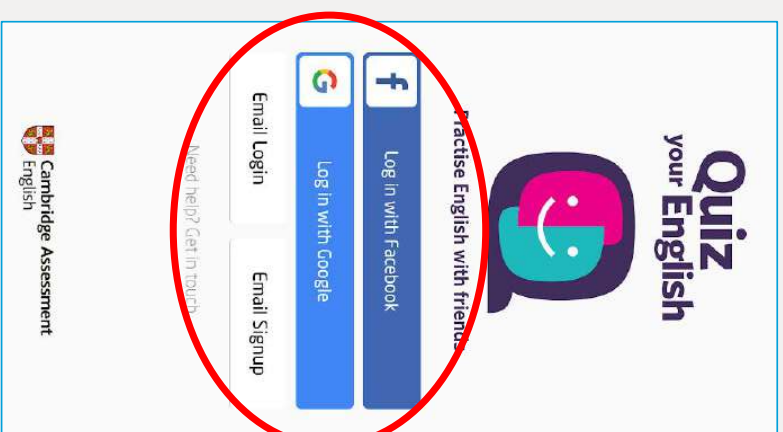 Quiz
your English
Practise English with friends
Log in with Facebook
Log in with Google
Email Login
Email Signup
Need help? Get in touch
Cambridge Assessment
English